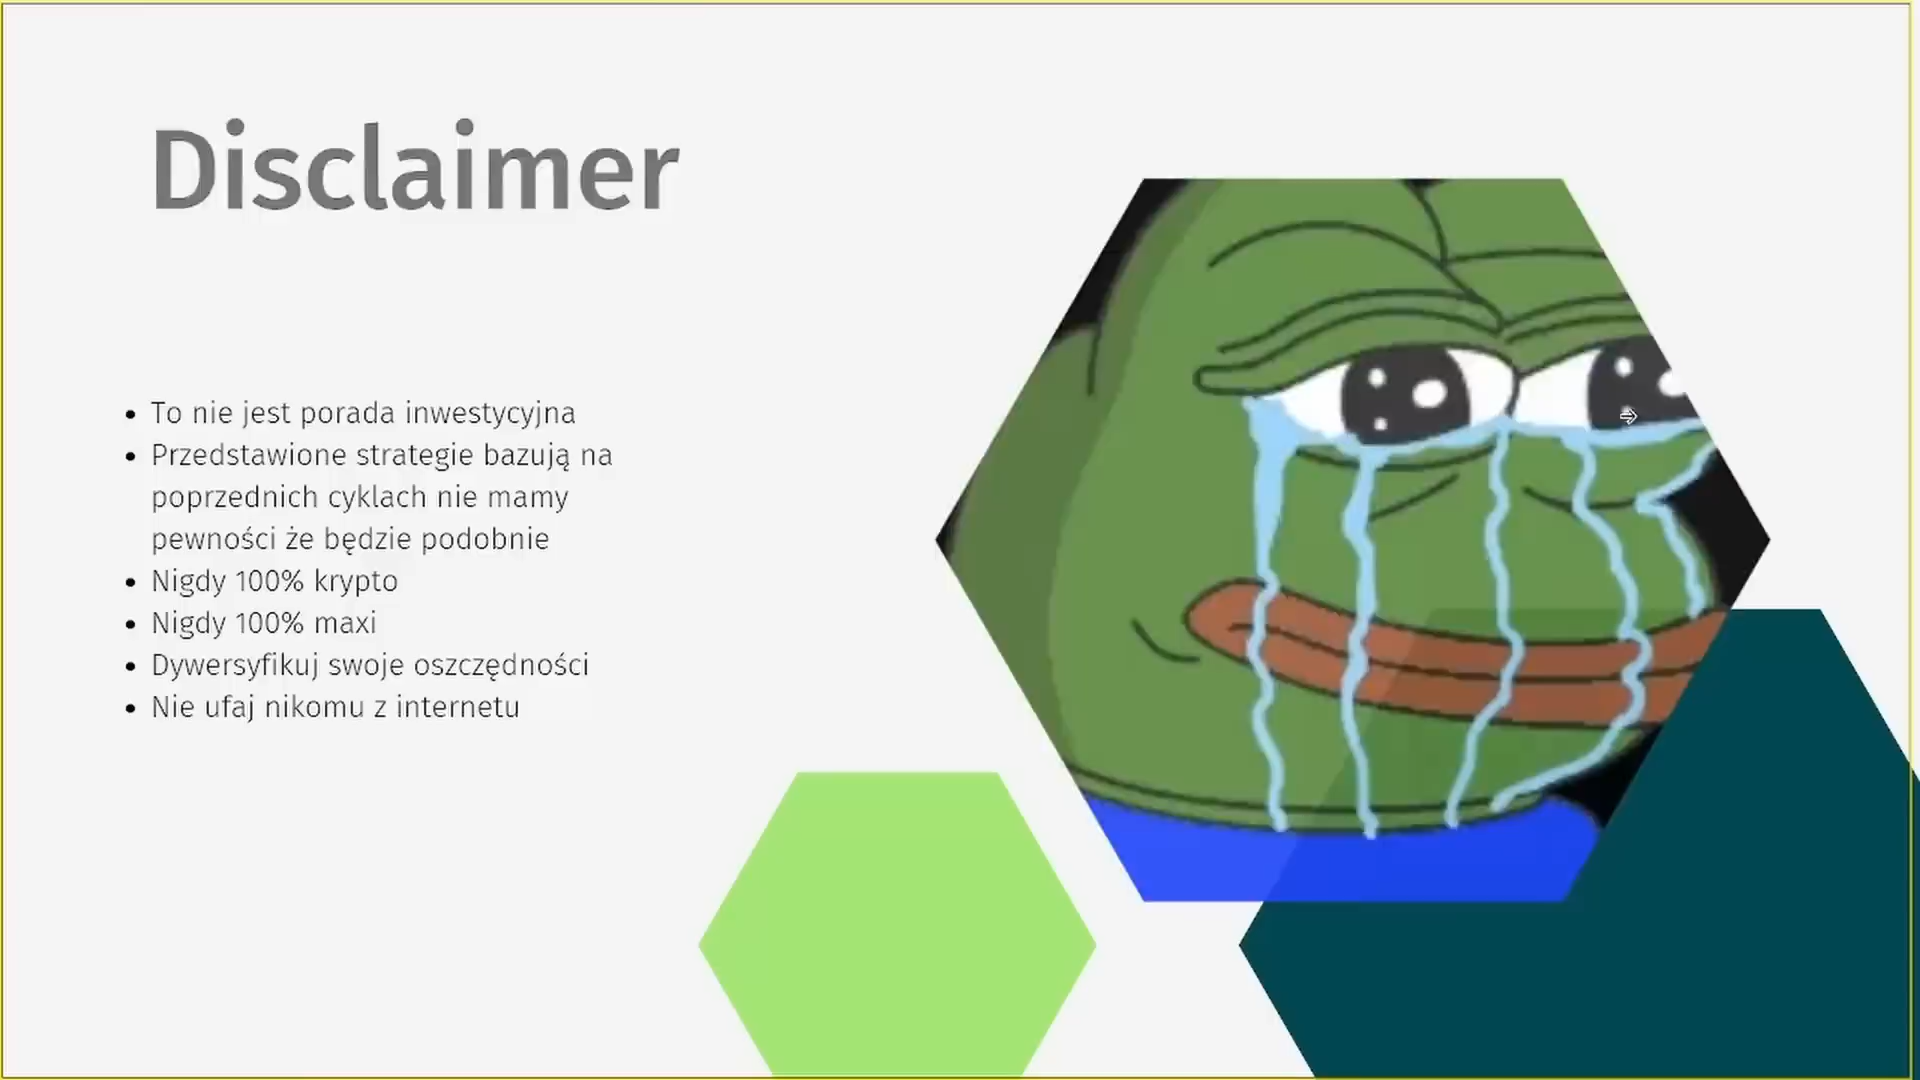 Disclaimer
• To nie jest porada inwestycyjna
• Przedstawione strategie bazują na
poprzednich cyklach nie mamy
pewności że będzie podobnie
• Nigdy 100% krypto
• Nigdy 100% maxi
• Dywersyfikuj swoje oszczędności
• Nie ufaj nikomu z internetu